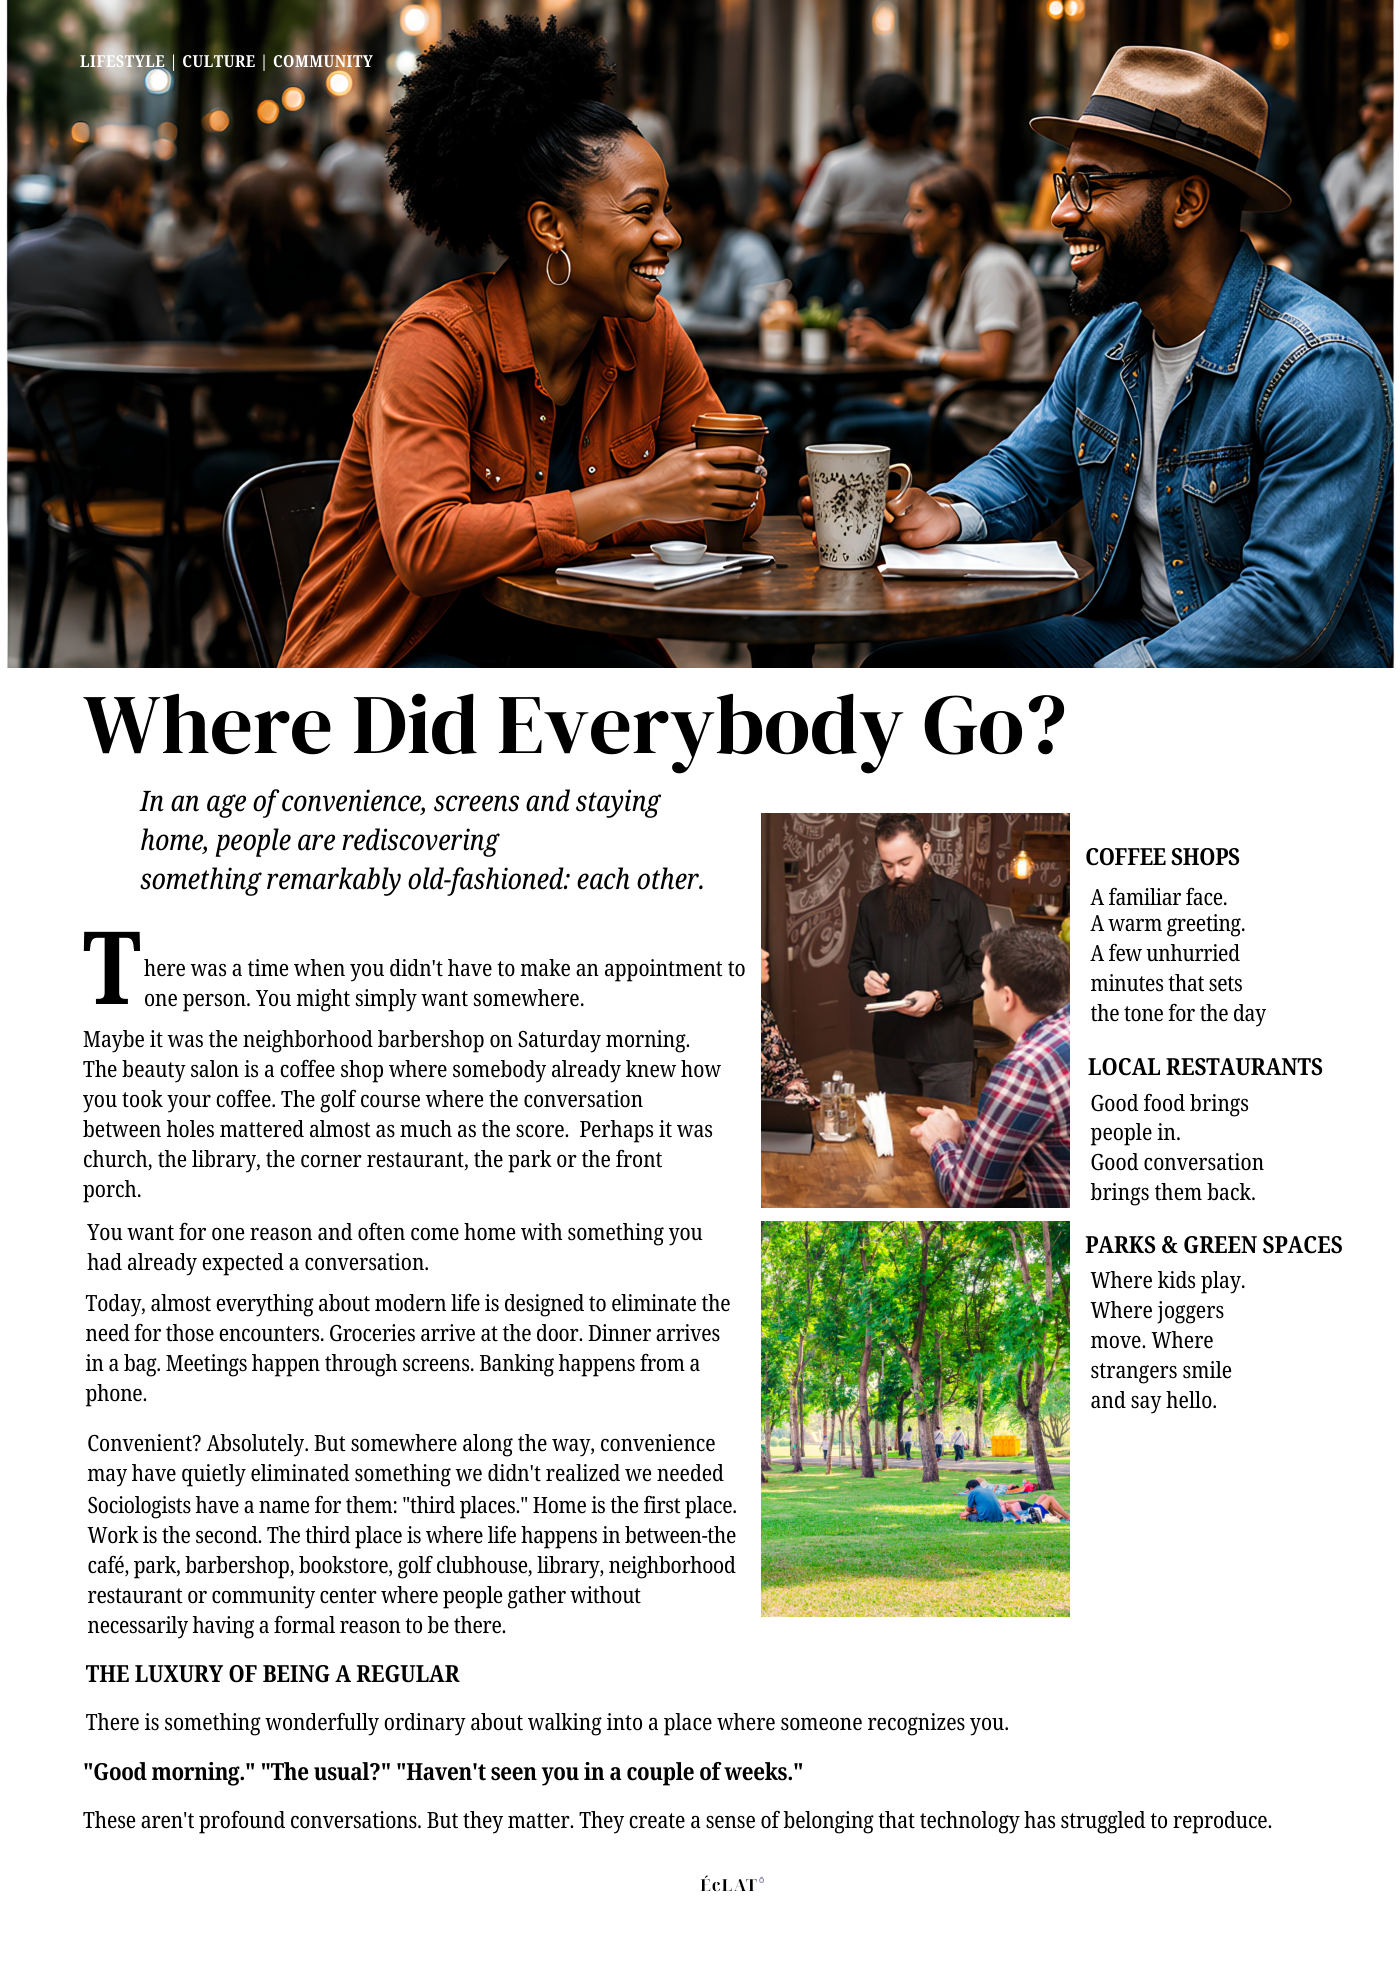 LIFESTYLE | CULTURE | COMMUNITY
Where Did Everybody Go?
In an age of convenience, screens and staying
home, people are rediscovering
something remarkably old-fashioned: each other.
There was a time when you didn't have to make an appointment to
one person. You might simply want somewhere.
Maybe it was the neighborhood barbershop on Saturday morning.
The beauty salon is a coffee shop where somebody already knew how
you took your coffee. The golf course where the conversation
between holes mattered almost as much as the score.  Perhaps it was
church, the library, the corner restaurant, the park or the front
porch.
You want for one reason and often come home with something you
had already expected a conversation.
Today, almost everything about modern life is designed to eliminate the
need for those encounters. Groceries arrive at the door. Dinner arrives
in a bag. Meetings happen through screens. Banking happens from a
phone.
Convenient? Absolutely. But somewhere along the way, convenience
may have quietly eliminated something we didn't realized we needed
Sociologists have a name for them: "third places." Home is the first place.
Work is the second. The third place is where life happens in between-the
café, park, barbershop, bookstore, golf clubhouse, library, neighborhood
restaurant or community center where people gather without
necessarily having a formal reason to be there.
COFFEE SHOPS
A familiar face.
A warm greeting.
A few unhurried
minutes that sets
the tone for the day
LOCAL RESTAURANTS
Good food brings
people in.
Good conversation
brings them back.
PARKS & GREEN SPACES
Where kids play.
Where joggers
move. Where
strangers smile
and say hello.
THE LUXURY OF BEING A REGULAR
There is something wonderfully ordinary about walking into a place where someone recognizes you.
"Good morning." "The usual?" "Haven't seen you in a couple of weeks."
These aren't profound conversations. But they matter. They create a sense of belonging that technology has struggled to reproduce.
ÉcLAT